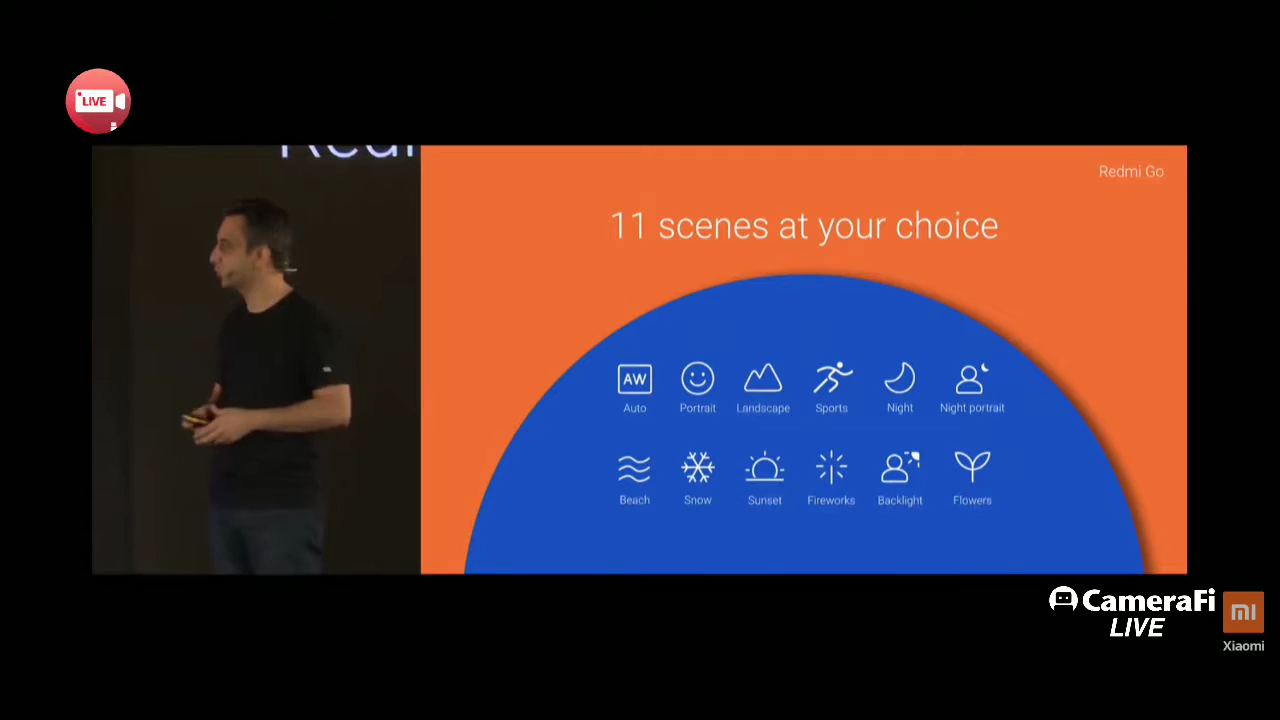 LIVE
Redmi Go
11 scenes at your choice
AW
Auto
Portrait
Landscape
Sports
Night
Night portrait
Beach
Snow
Sunset
Fireworks
Backlight
Flowers
CameraFi
LIVE
MI
Xiaomi